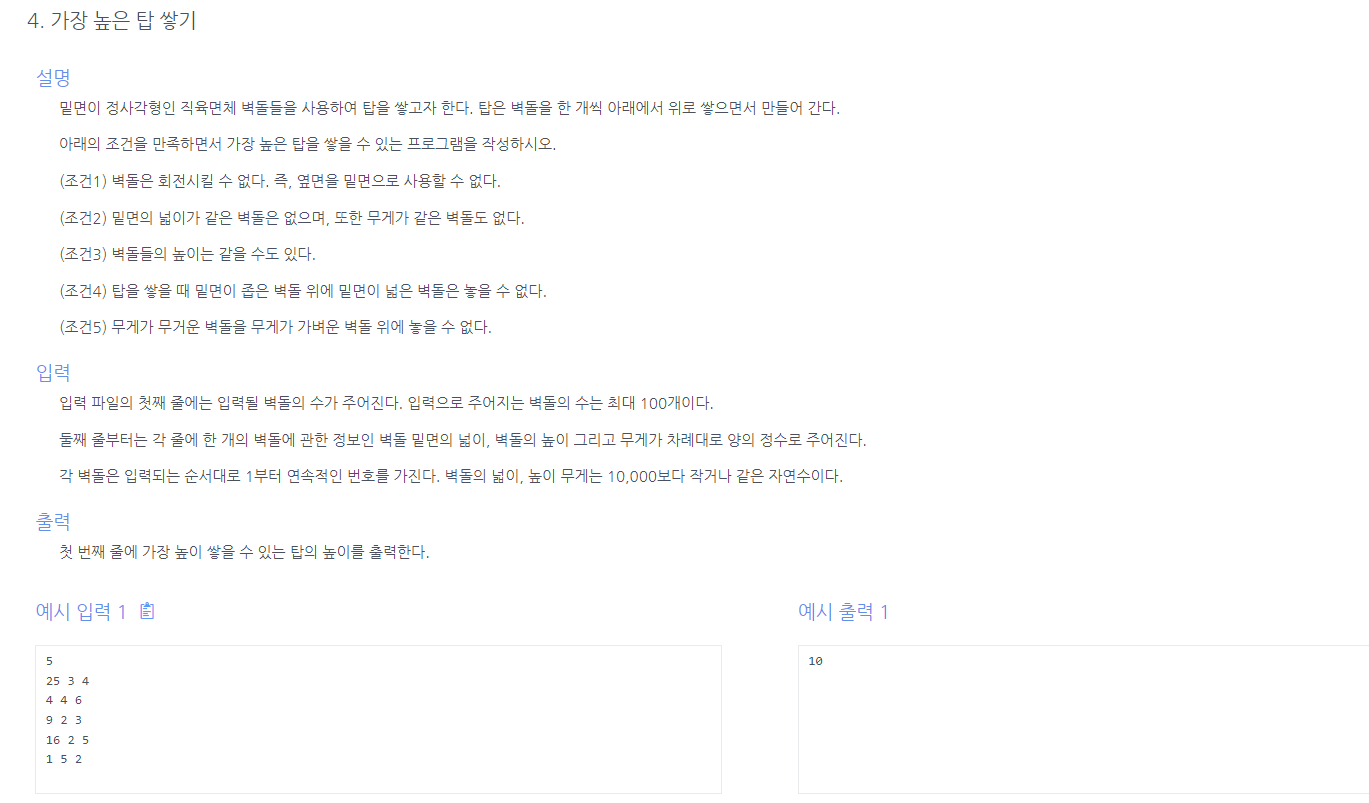 4. 가장 높은 탑 쌓기
설명
밑면이 정사각형인 직육면체 벽돌들을 사용하여 탑을 쌓고자 한다. 탑은 벽돌을 한 개씩 아래에서 위로 쌓으면서 만들어 간다.
아래의 조건을 만족하면서 가장 높은 탑을 쌓을 수 있는 프로그램을 작성하시오.
(조건1) 벽돌은 회전시킬 수 없다. 즉, 옆면을 밑면으로 사용할 수 없다.
(조건2) 밑면의 넓이가 같은 벽돌은 없으며, 또한 무게가 같은 벽돌도 없다.
(조건3) 벽돌들의 높이는 같을 수도 있다.
(조건4) 탑을 쌓을 때 밑면이 좁은 벽돌 위에 밑면이 넓은 벽돌은 놓을 수 없다.
(조건5) 무게가 무거운 벽돌을 무게가 가벼운 벽돌 위에 놓을 수 없다.
입력
입력 파일의 첫째 줄에는 입력될 벽돌의 수가 주어진다. 입력으로 주어지는 벽돌의 수는 최대 100개이다.
둘째 줄부터는 각 줄에 한 개의 벽돌에 관한 정보인 벽돌 밑면의 넓이, 벽돌의 높이 그리고 무게가 차례대로 양의 정수로 주어진다.
각 벽돌은 입력되는 순서대로 1부터 연속적인 번호를 가진다. 벽돌의 넓이, 높이 무게는 10,000보다 작거나 같은 자연수이다.
출력
첫 번째 줄에 가장 높이 쌓을 수 있는 탑의 높이를 출력한다.
예시 입력 1
5
25 3 4
4 4 6
9 2 3
16 2 5
1 5 2
예시 출력 1
10